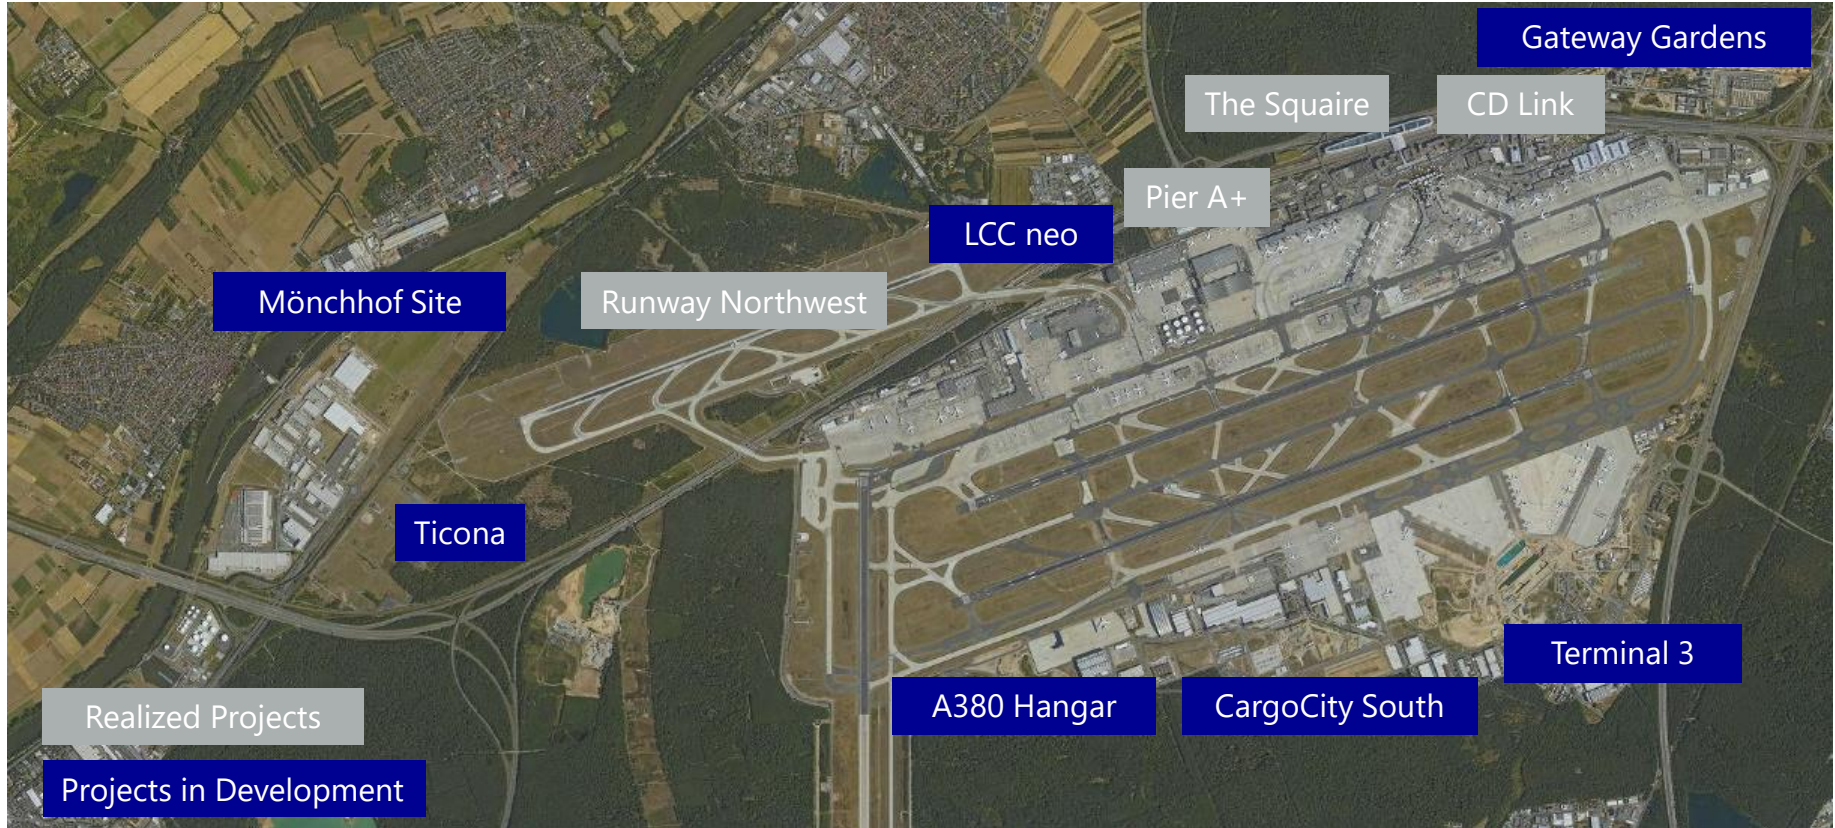 Gateway Gardens
The Squaire
CD Link
Pier A+
LCC neo
Mönchhof Site
Runway Northwest
Ticona
Terminal 3
A380 Hangar
CargoCity South
Realized Projects
Projects in Development